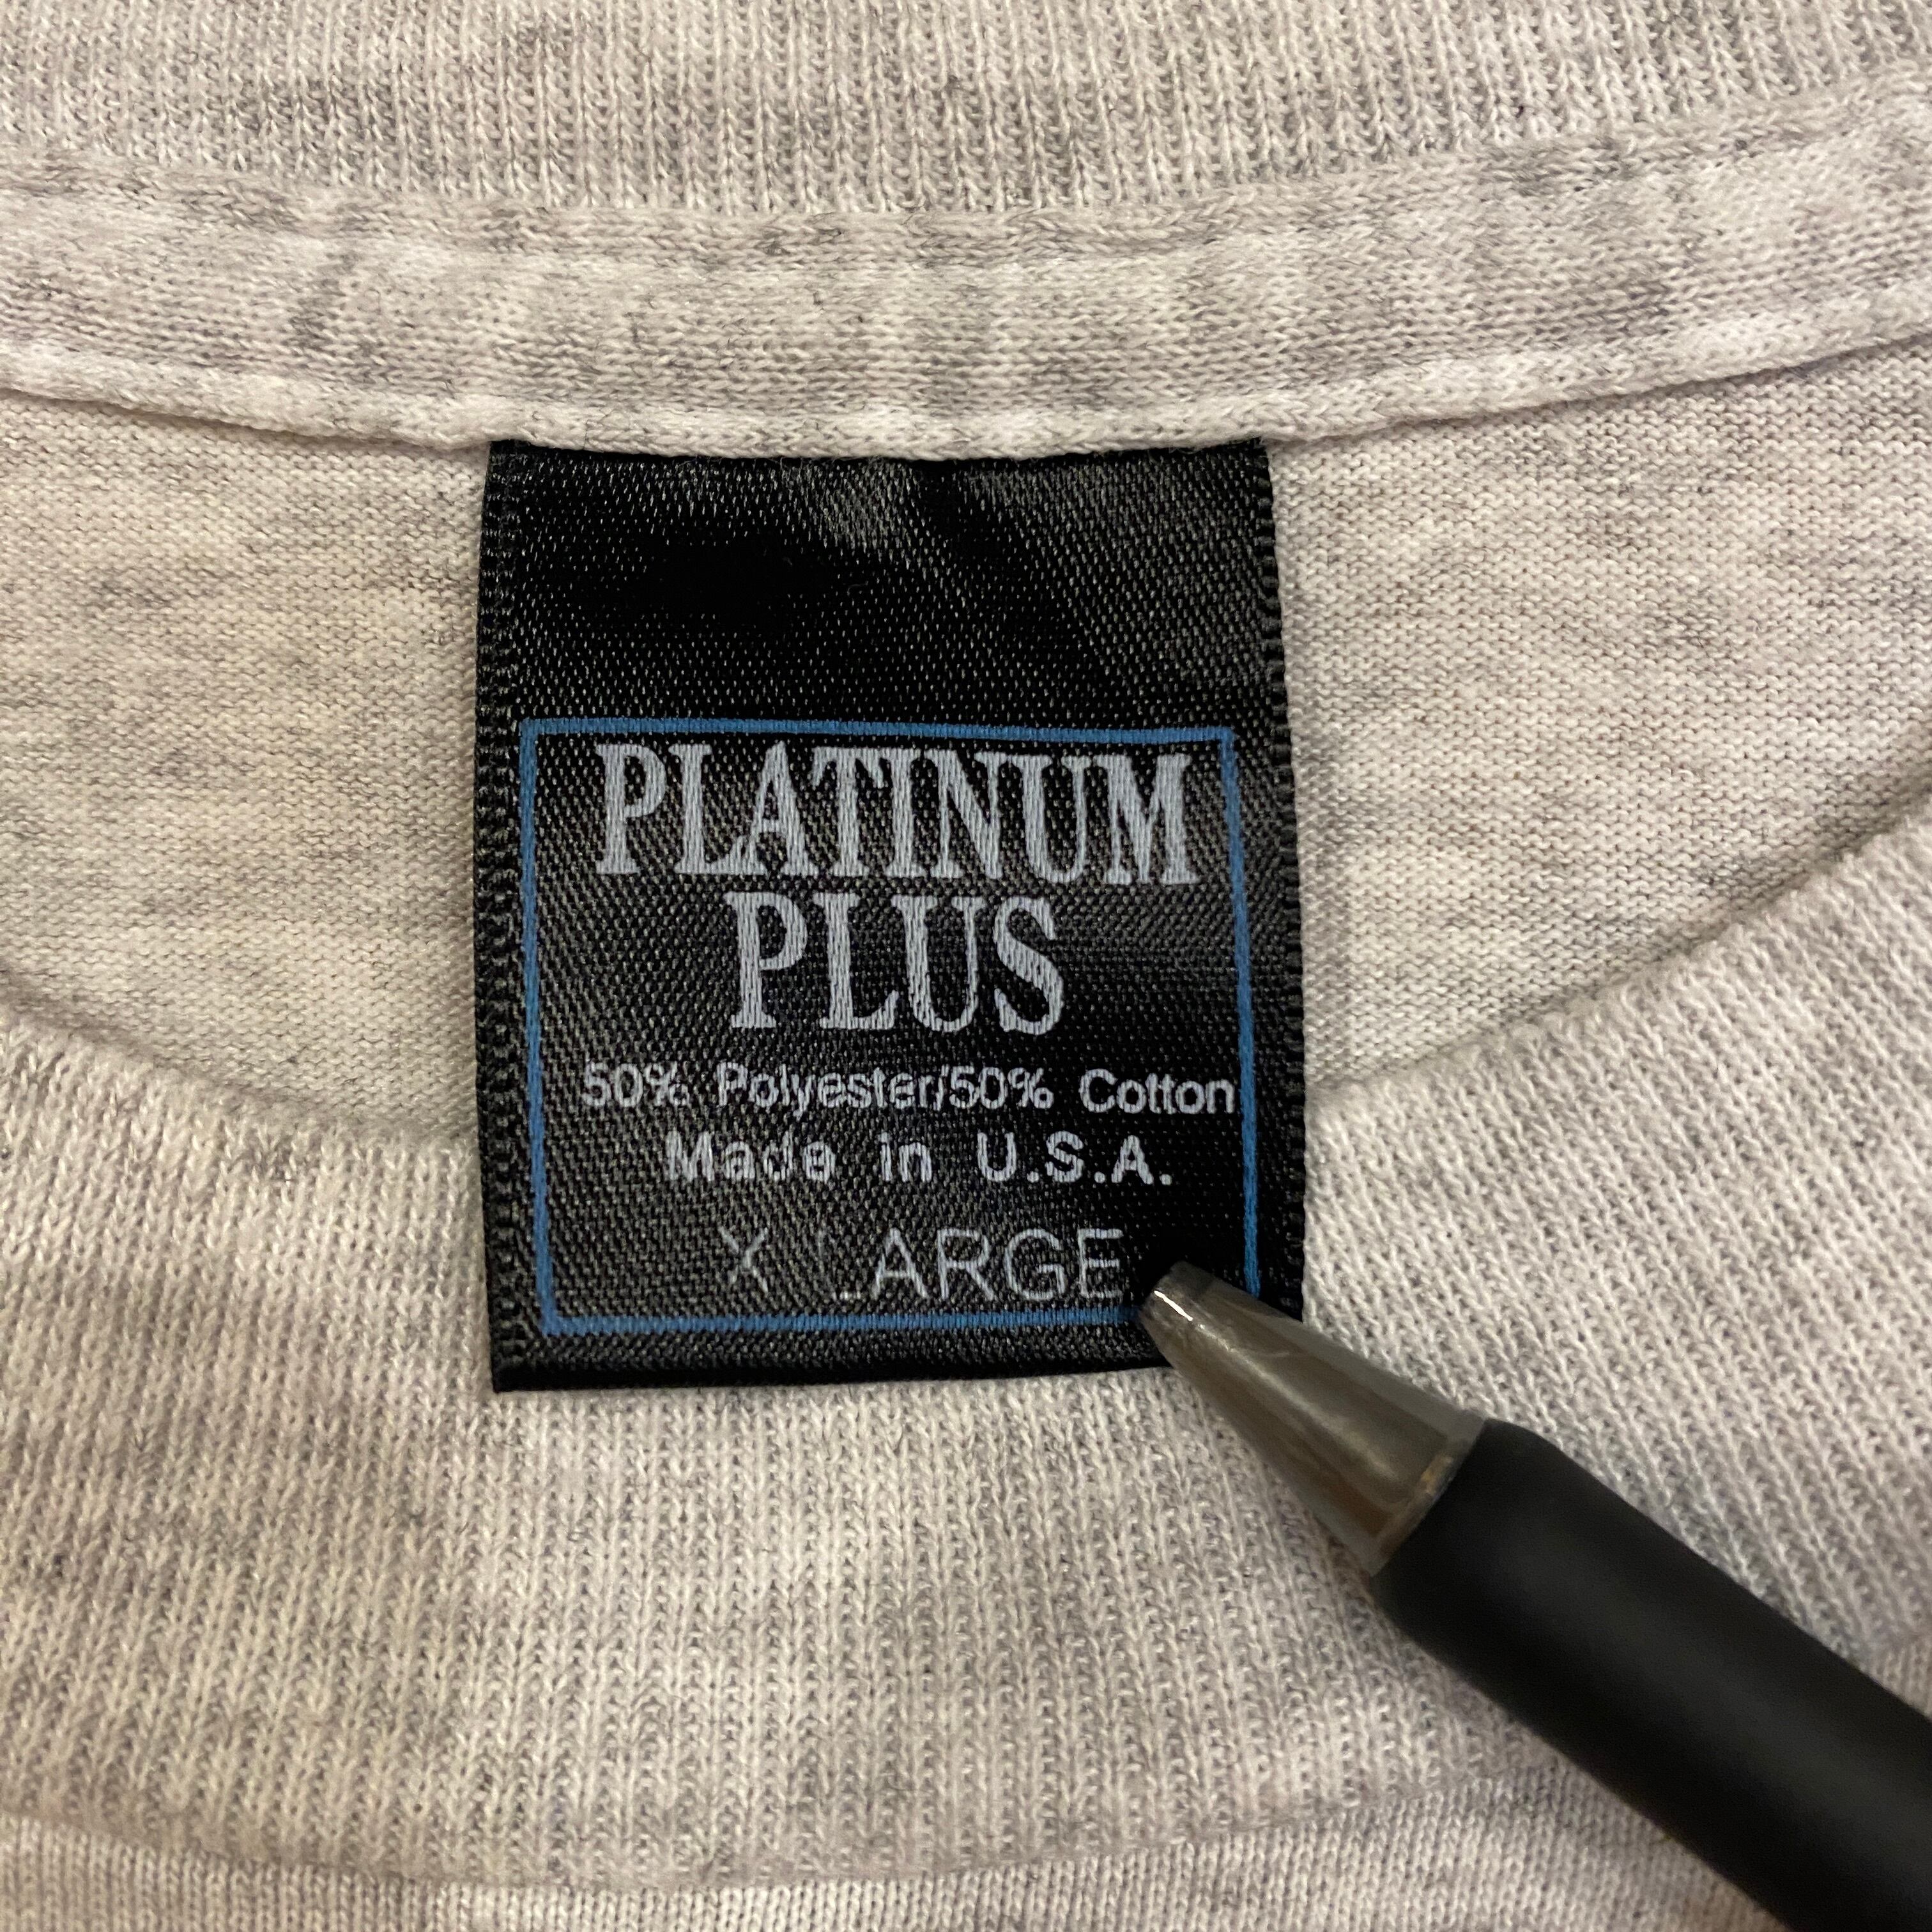 PLATINUM
PLUS
50% Polyester/50% Cotton
Made in U.S.A.
X LARGE